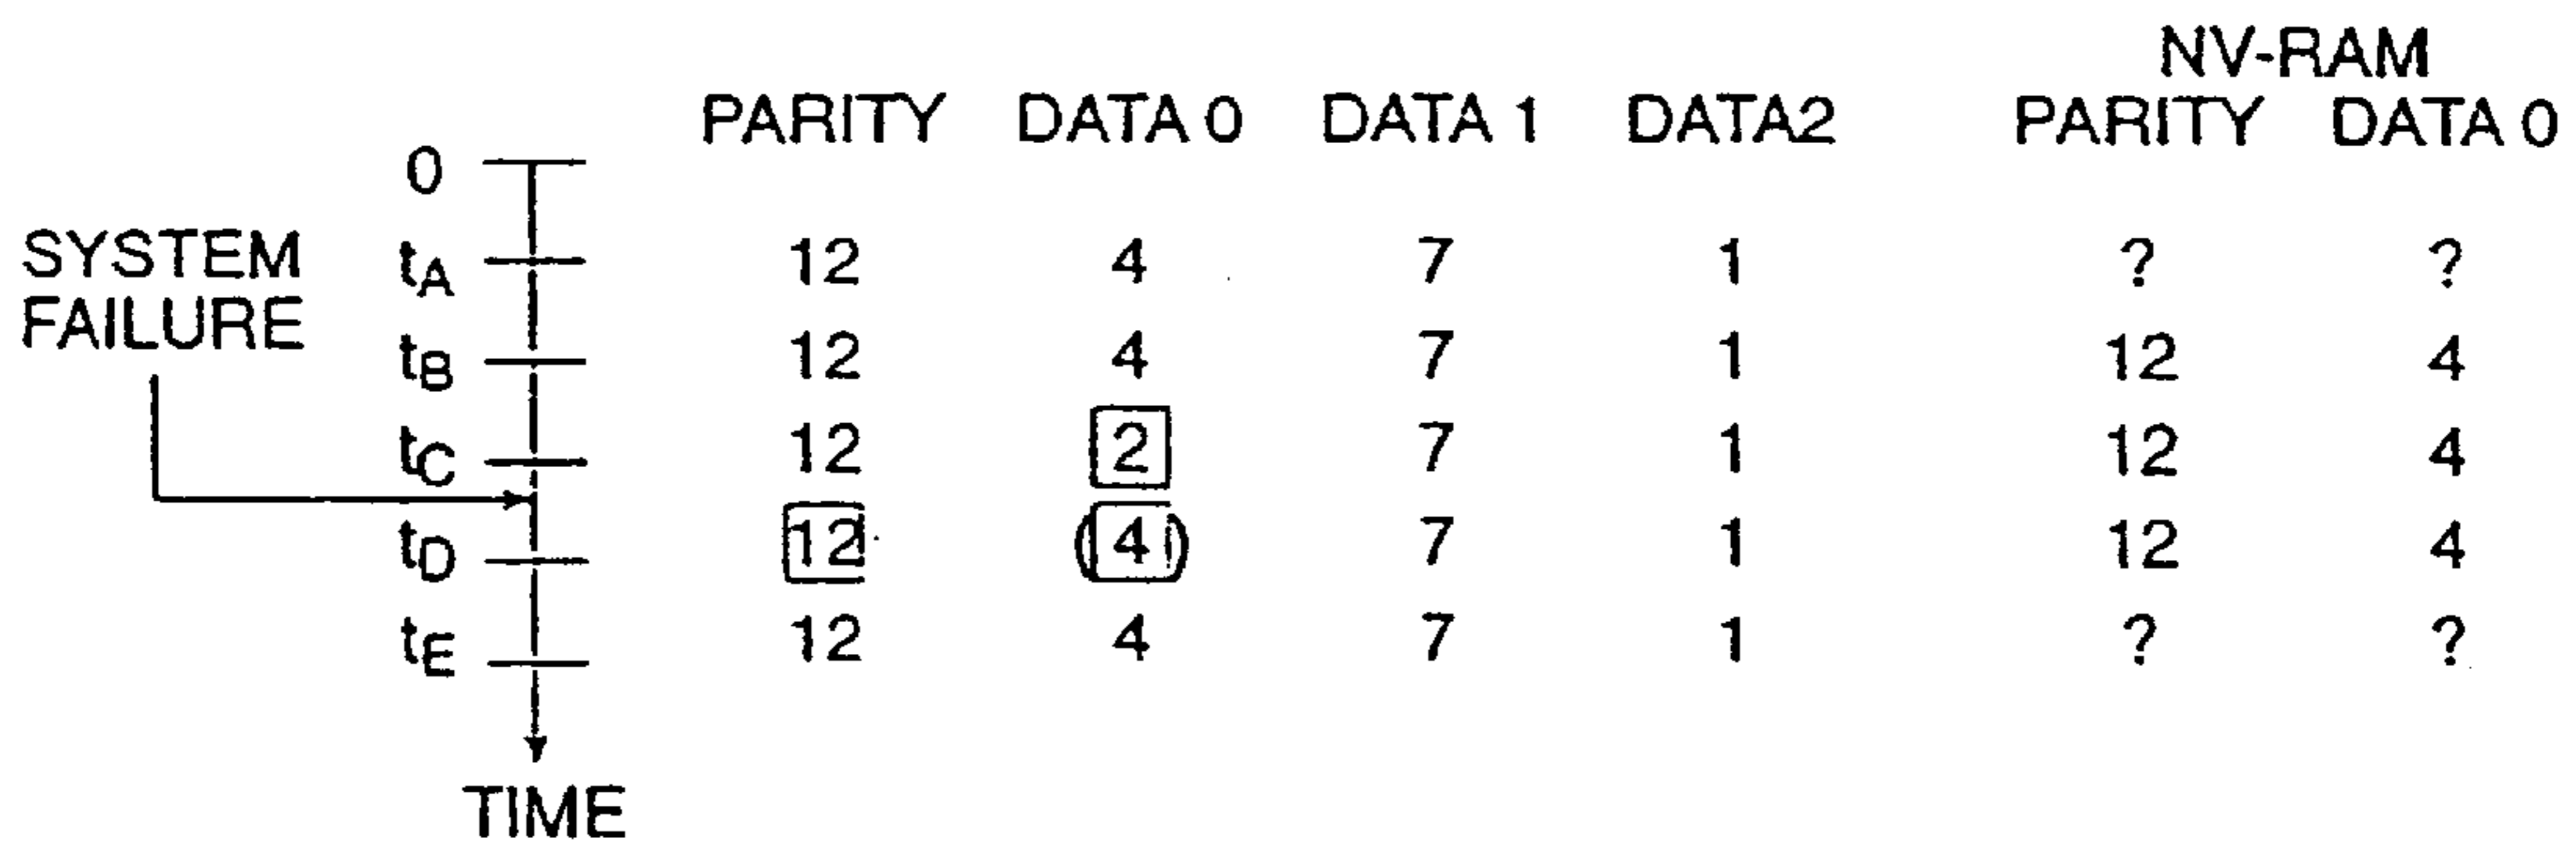 NV-RAM
PARITY DATA 0 DATA 1 DATA2 PARITY DATA 0
0
SYSTEM FAILURE
tA 12 4 7 1 ? ?
tB 12 4 7 1 12 4
tC 12 2 7 1 12 4
tD 12 (4) 7 1 12 4
tE 12 4 7 1 ? ?
TIME